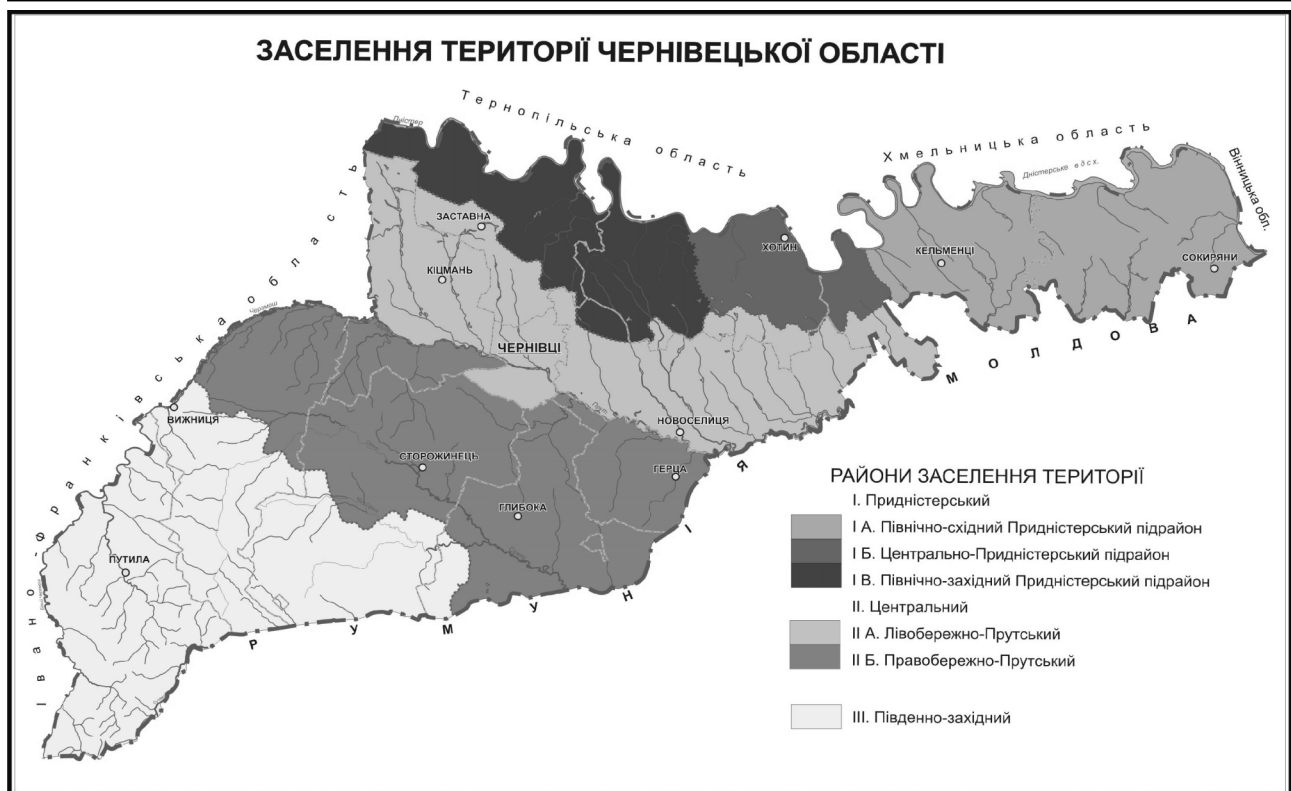 ЗАСЕЛЕННЯ ТЕРИТОРІЇ ЧЕРНІВЕЦЬКОЇ ОБЛАСТІ
Тернопільська область
Хмельницька область
Вінницька обл.
Дністер
Дністерське вдсх.
ЗАСТАВНА
ХОТИН
КЕЛЬМЕНЦІ
СОКИРЯНИ
КІЦМАНЬ
Івано-Франківська область
Черемош
ЧЕРНІВЦІ
МОЛДОВА
ВИЖНИЦЯ
НОВОСЕЛИЦЯ
СТОРОЖИНЕЦЬ
ГЕРЦА
ГЛИБОКА
ПУТИЛА
РУМУНІЯ
РАЙОНИ ЗАСЕЛЕННЯ ТЕРИТОРІЇ
І. Придністерський
І А. Північно-східний Придністерський підрайон
І Б. Центрально-Придністерський підрайон
І В. Північно-західний Придністерський підрайон
ІІ. Центральний
ІІ А. Лівобережно-Прутський
ІІ Б. Правобережно-Прутський
ІІІ. Південно-західний